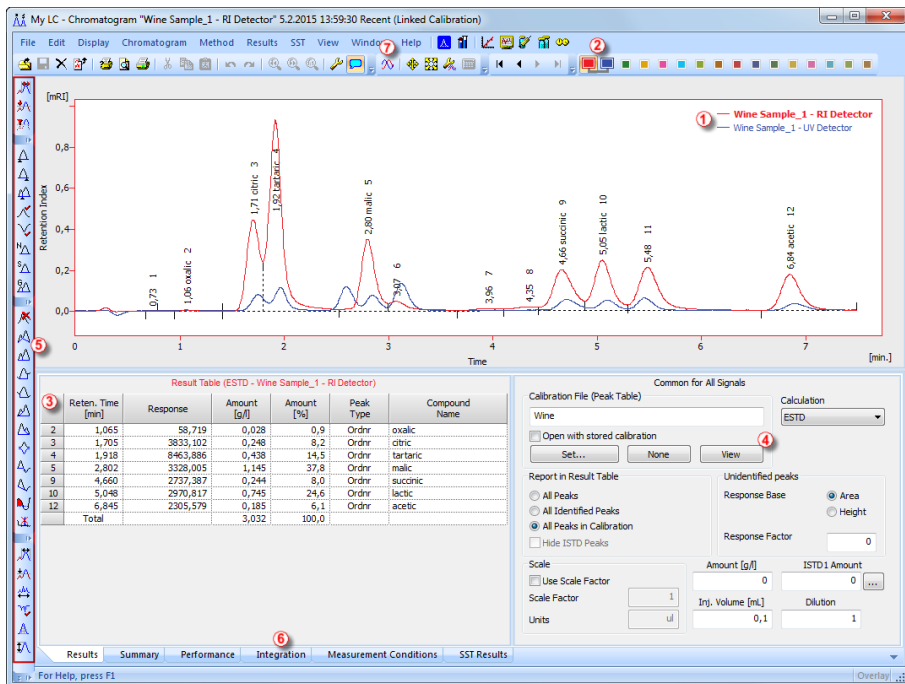 My LC - Chromatogram "Wine Sample_1 - RI Detector" 5.2.2015 13:59:30 Recent (Linked Calibration)
File Edit Display Chromatogram Method Results SST View Window Help
7
2
[mRI]
1
Wine Sample_1 - RI Detector
Wine Sample_1 - UV Detector
Retention Index
0,8
0,6
0,4
0,2
0,0
0,73 1
1,06 oxalic 2
1,71 citric 3
1,92 tartaric 4
2,80 malic 5
3,07 6
3,96 7
4,35 8
4,66 succinic 9
5,05 lactic 10
5,48 11
6,84 acetic 12
0 1 2 3 4 5 6 7
Time
[min.]
5
Result Table (ESTD - Wine Sample_1 - RI Detector)
3
Reten. Time [min] Response Amount [g/l] Amount [%] Peak Type Compound Name
2 1,065 58,719 0,028 0,9 Ordnr oxalic
3 1,705 3833,102 0,248 8,2 Ordnr citric
4 1,918 8463,886 0,438 14,5 Ordnr tartaric
5 2,802 3328,005 1,145 37,8 Ordnr malic
9 4,660 2737,387 0,244 8,0 Ordnr succinic
10 5,048 2970,817 0,745 24,6 Ordnr lactic
12 6,845 2305,579 0,185 6,1 Ordnr acetic
Total 3,032 100,0
Common for All Signals
Calibration File (Peak Table)
Calculation
Wine
ESTD
Open with stored calibration
4
Set... None View
Report in Result Table
Unidentified peaks
All Peaks
Response Base Area
All Identified Peaks
Height
All Peaks in Calibration
Hide ISTD Peaks
Response Factor 0
Scale
Amount [g/l] ISTD1 Amount
Use Scale Factor
0 0 ...
Scale Factor 1
Inj. Volume [mL] Dilution
Units ul
0,1 1
6
Results Summary Performance Integration Measurement Conditions SST Results
For Help, press F1
Overlay